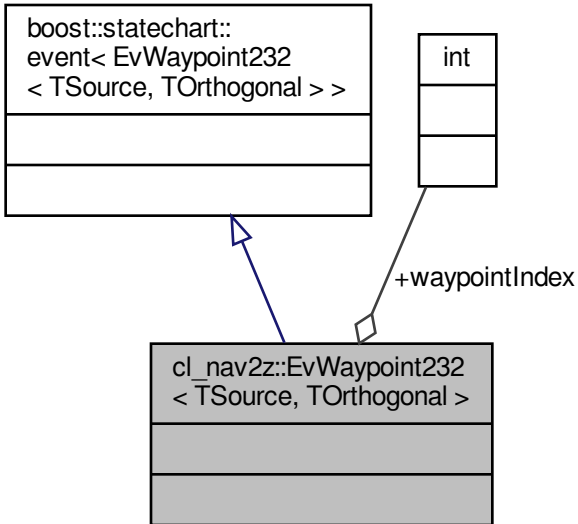 boost::statechart::
event< EvWaypoint232
< TSource, TOrthogonal > >
int
+waypointIndex
cl_nav2z::EvWaypoint232
< TSource, TOrthogonal >